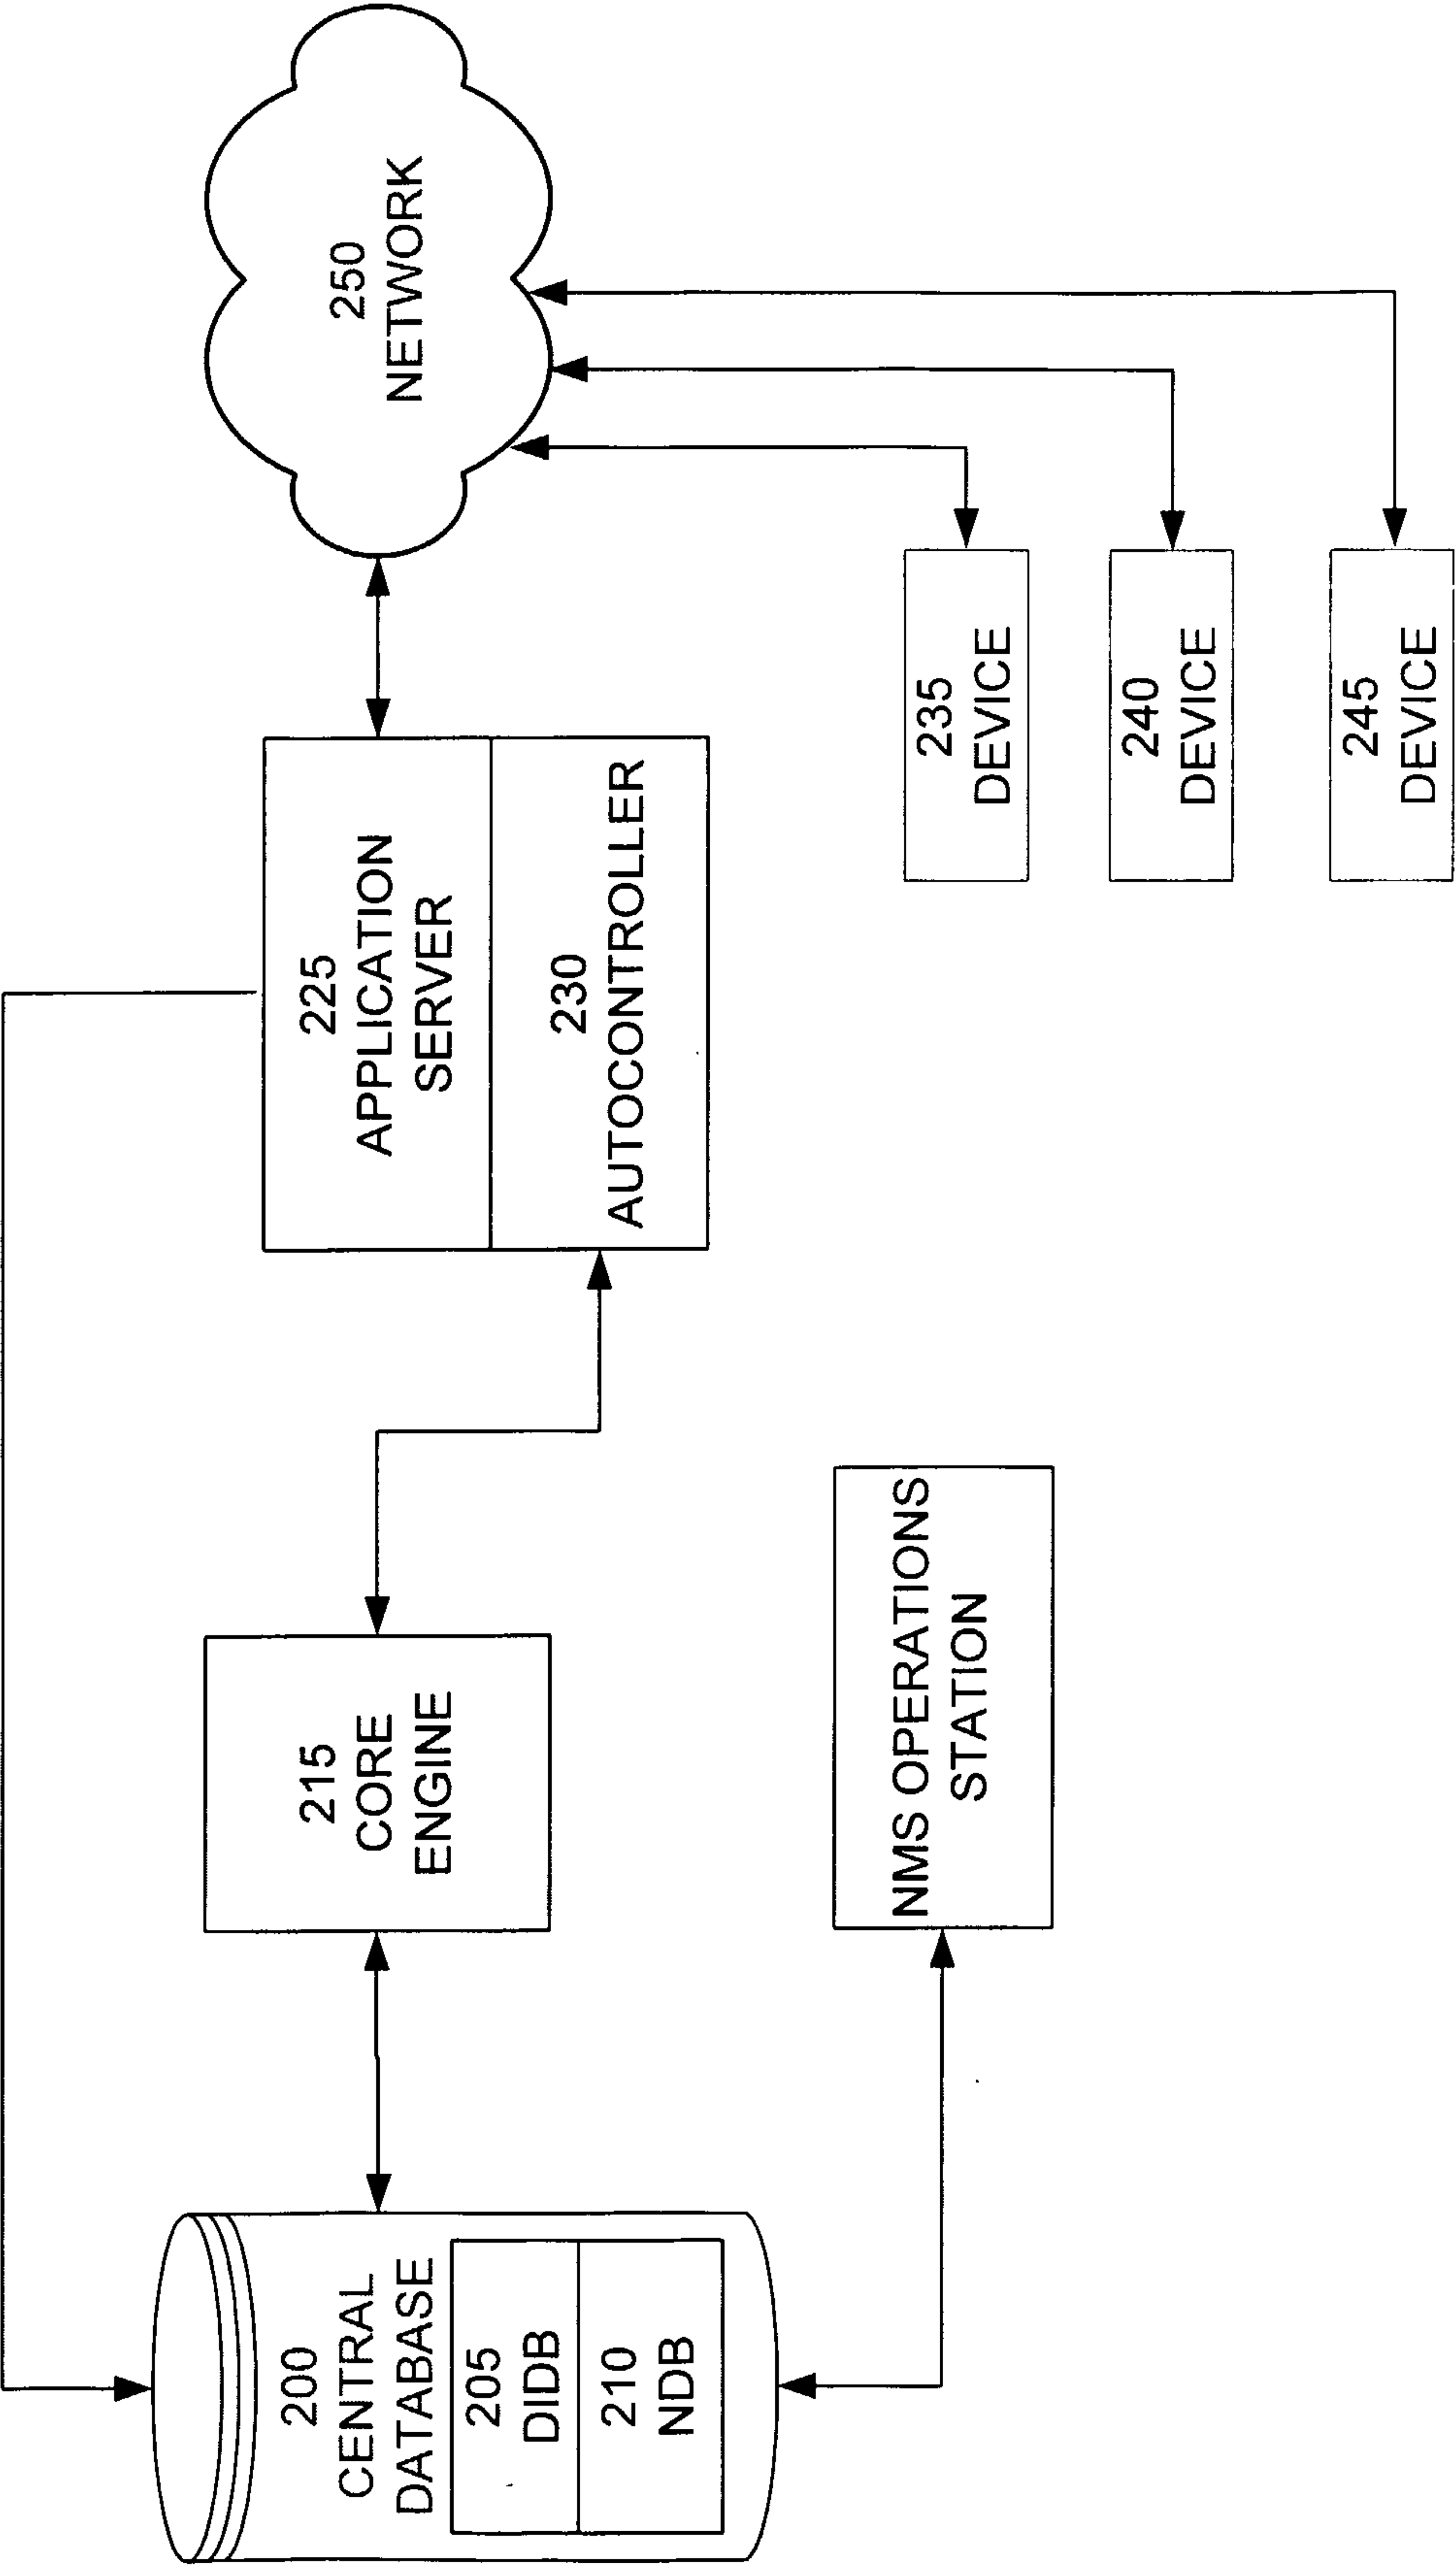 200
CENTRAL
DATABASE
205
DIDB
210
NDB
215
CORE
ENGINE
NMS OPERATIONS
STATION
225
APPLICATION
SERVER
230
AUTOCONTROLLER
235
DEVICE
240
DEVICE
245
DEVICE
250
NETWORK